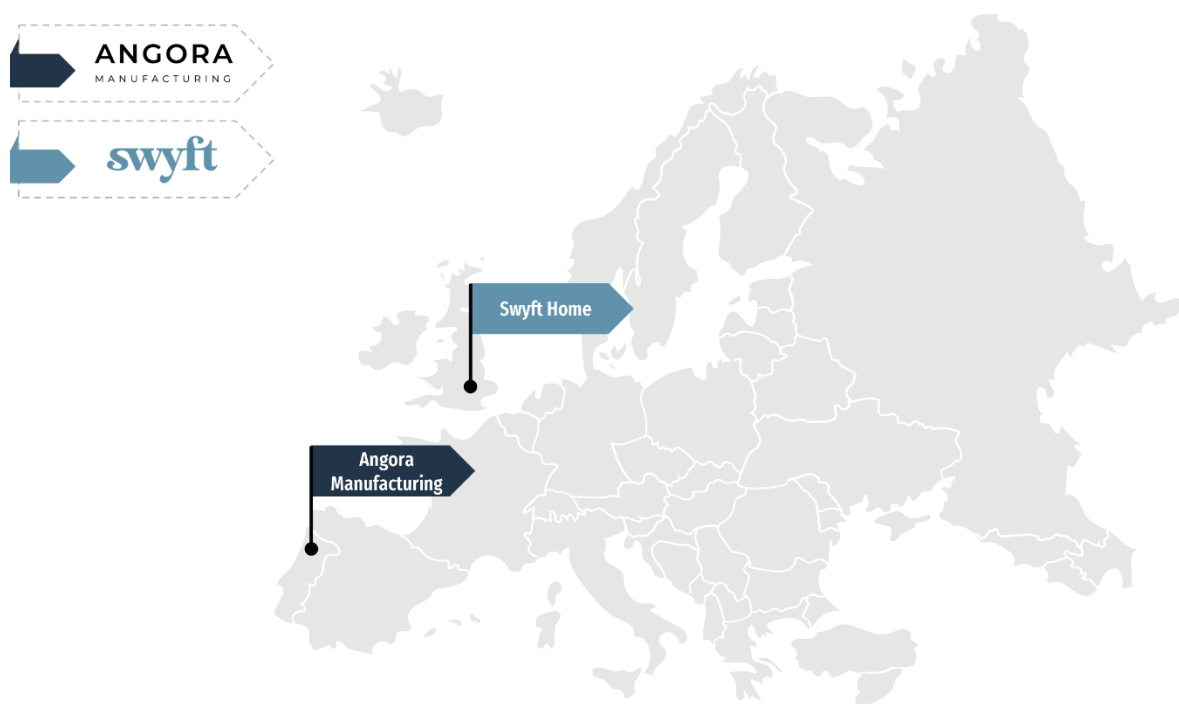 ANGORA
MANUFACTURING
swyft
Swyft Home
Angora
Manufacturing